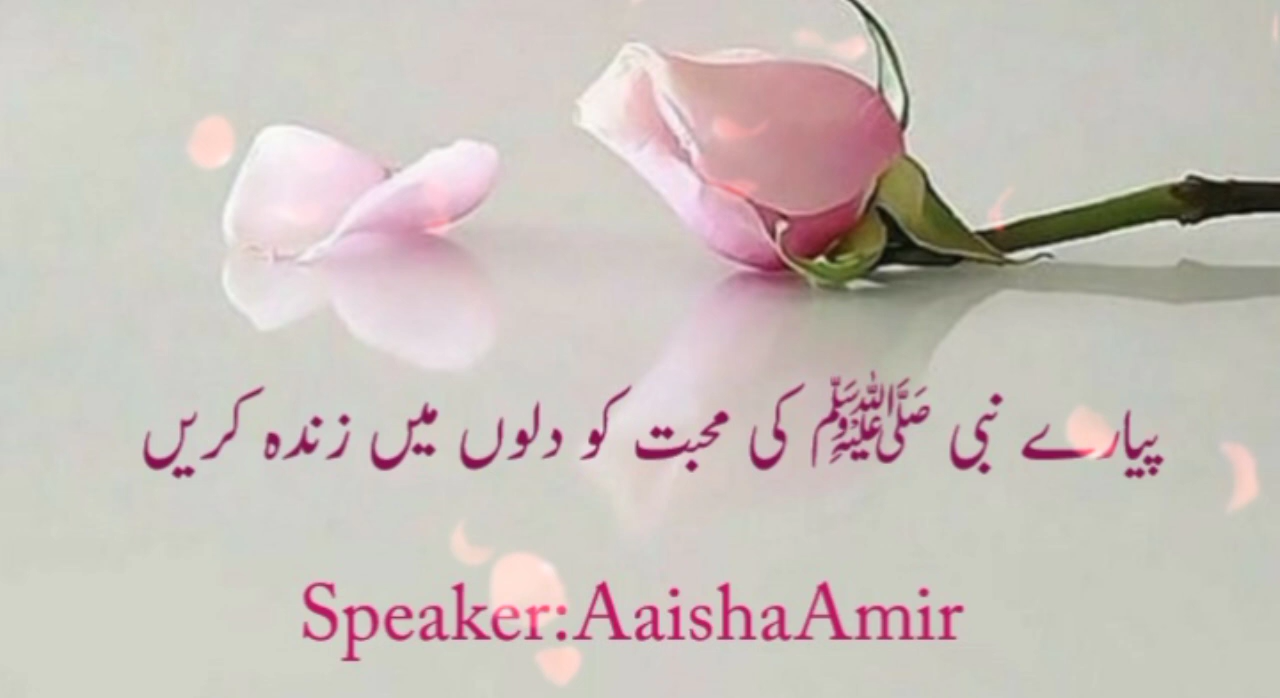 پیارے نبی ﷺ کی محبت کو دلوں میں زندہ کریں
Speaker:AaishaAmir